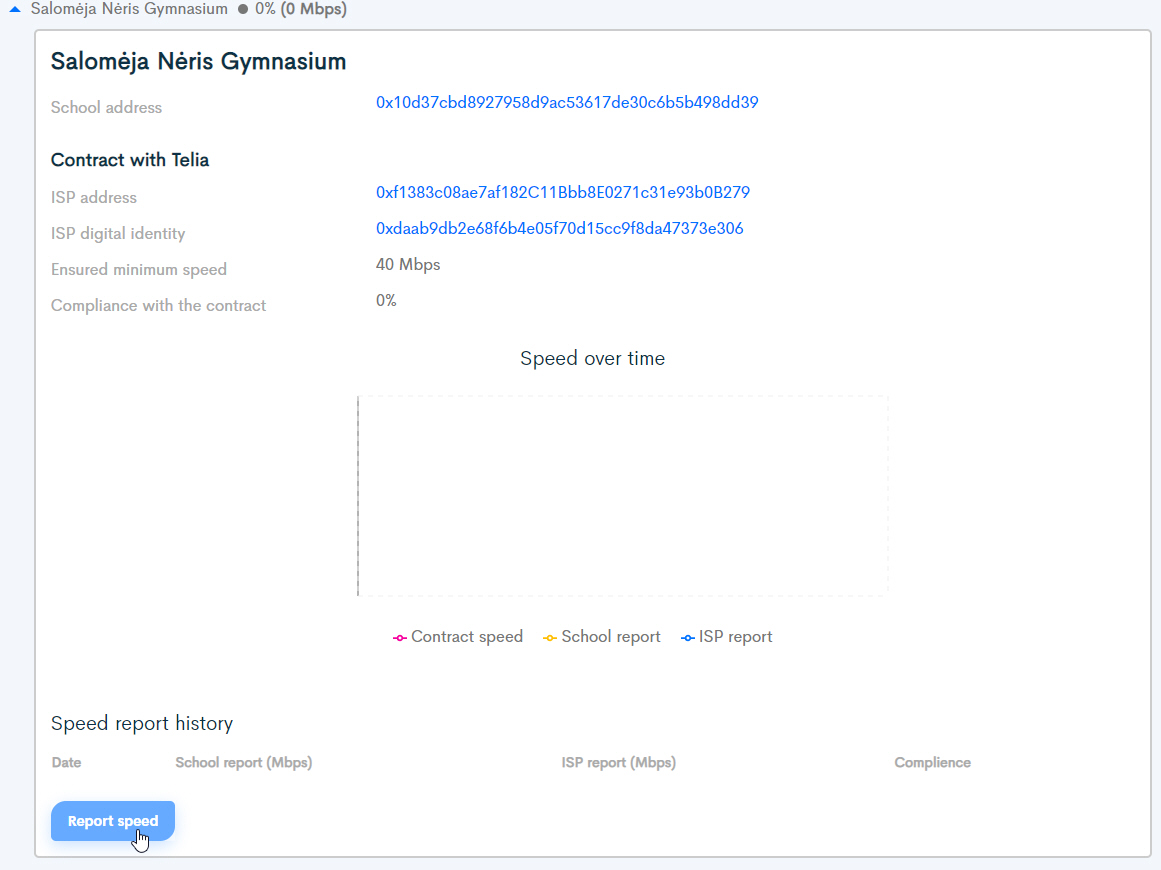 Salomėja Nėris Gymnasium 0% (0 Mbps)
Salomėja Nėris Gymnasium
School address 0x10d37cbd8927958d9ac53617de30c6b5b498dd39
Contract with Telia
ISP address 0xf1383c08ae7af182C11Bbb8E0271c31e93b0B279
ISP digital identity 0xdaab9db2e68f6b4e05f70d15cc9f8da47373e306
Ensured minimum speed 40 Mbps
Compliance with the contract 0%
Speed over time
Contract speed School report ISP report
Speed report history
Date School report (Mbps) ISP report (Mbps) Complience
Report speed